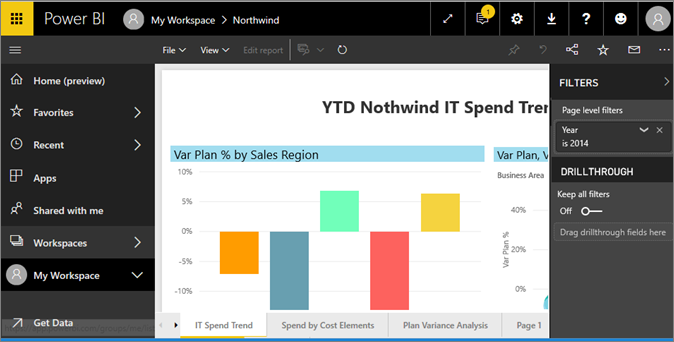 Power BI
My Workspace > Northwind
1
File
View
Edit report
Home (preview)
Favorites
Recent
Apps
Shared with me
Workspaces
My Workspace
Get Data
YTD Nothwind IT Spend Tren
Var Plan % by Sales Region
10%
5%
0%
-5%
-10%
Var Plan, V
Business Area
Var Plan %
40%
20%
0%
IT Spend Trend
Spend by Cost Elements
Plan Variance Analysis
Page 1
FILTERS
Page level filters
Year
is 2014
DRILLTHROUGH
Keep all filters
Off
Drag drillthrough fields here